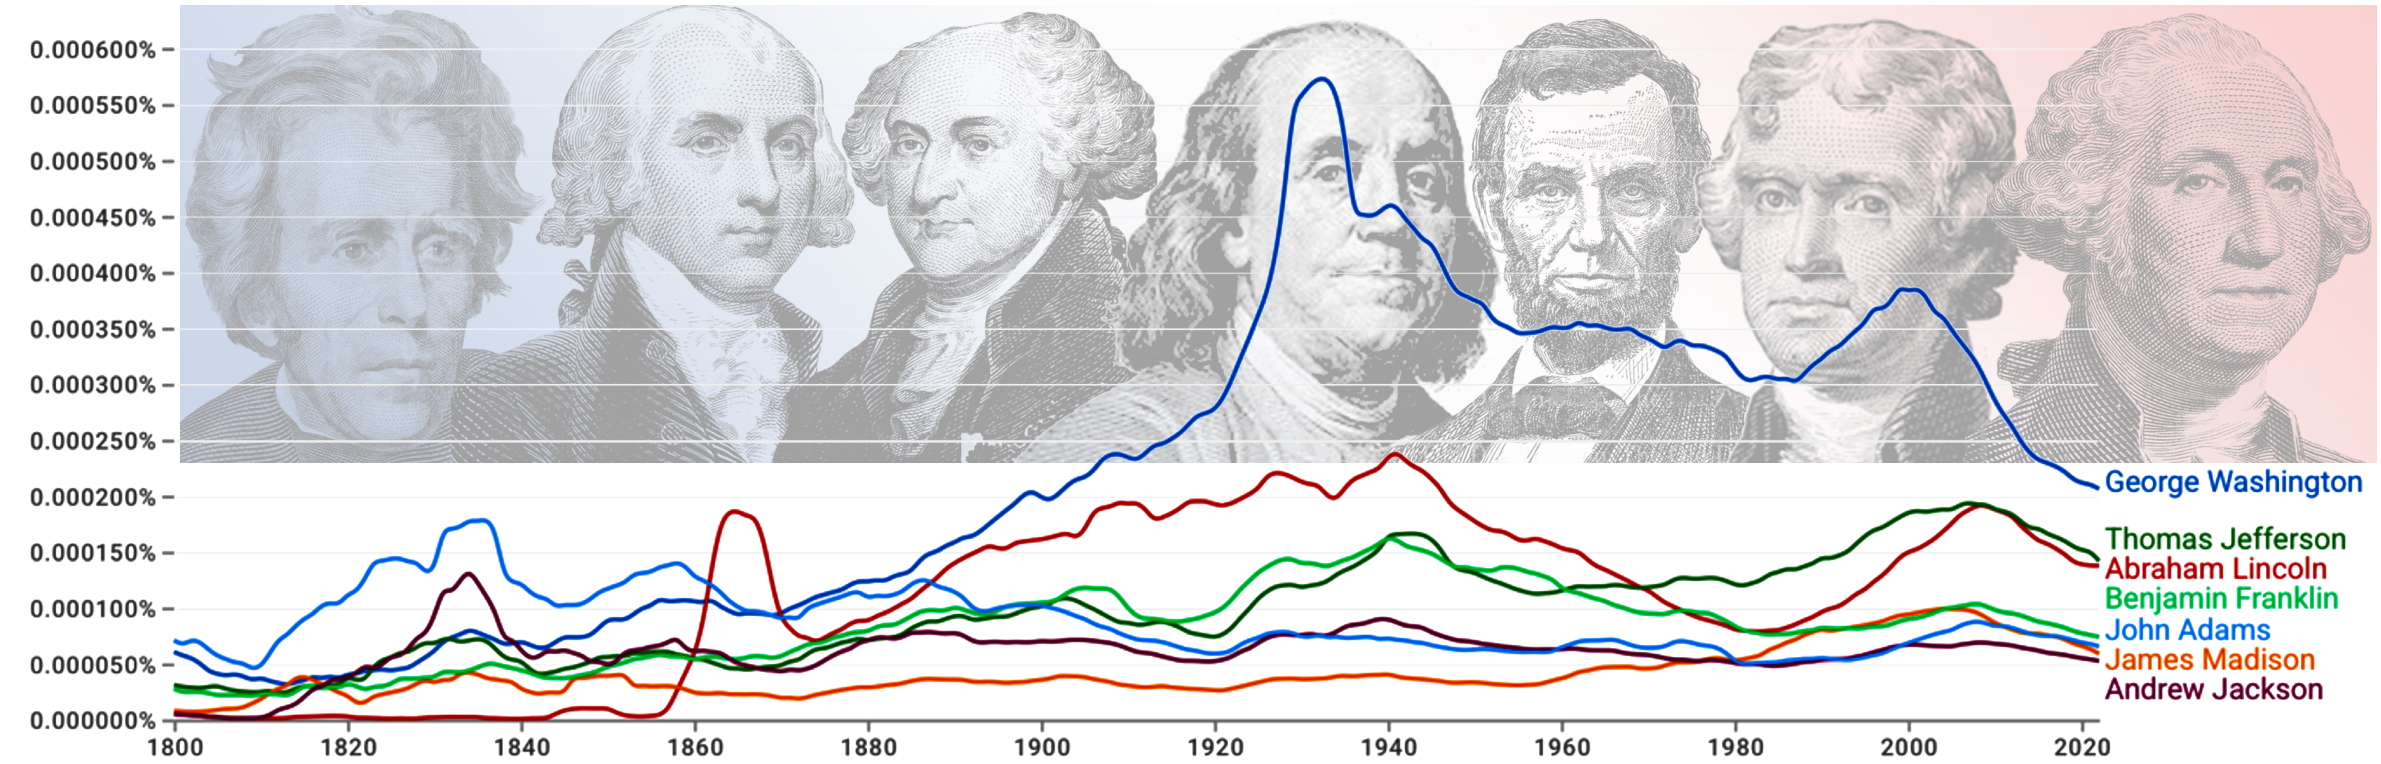 0.000600%
0.000550%
0.000500%
0.000450%
0.000400%
0.000350%
0.000300%
0.000250%
0.000200%
0.000150%
0.000100%
0.000050%
0.000000%
George Washington
Thomas Jefferson
Abraham Lincoln
Benjamin Franklin
John Adams
James Madison
Andrew Jackson
1800 1820 1840 1860 1880 1900 1920 1940 1960 1980 2000 2020